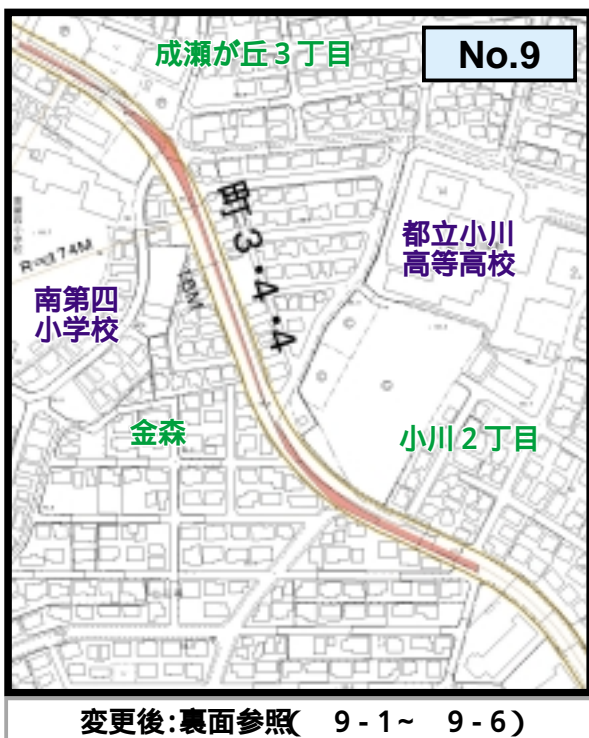 成瀬が丘3丁目
No.9
町3・4・4
都立小川
高等高校
R=374M
18M
南第四
小学校
金森
小川2丁目
変更後:裏面参照( 9-1~ 9-6)